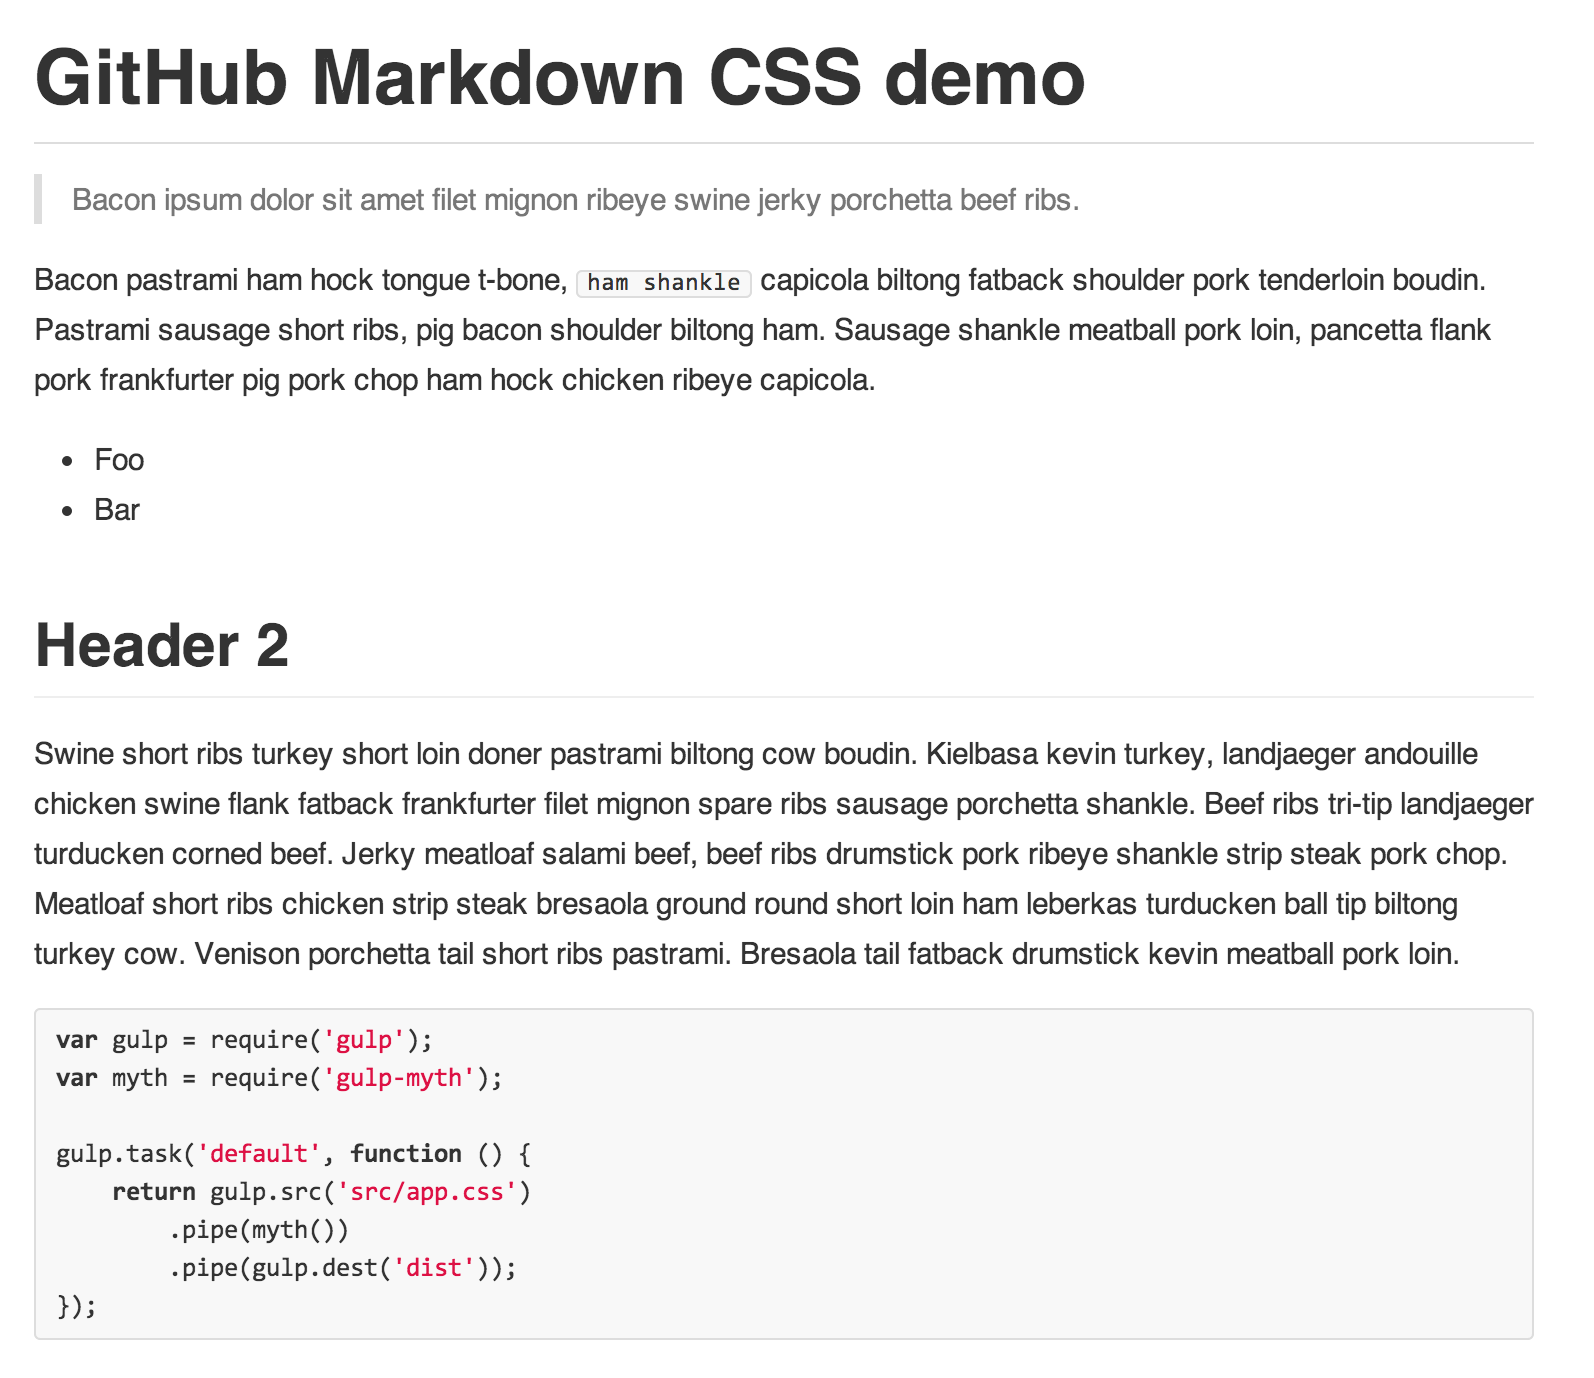 GitHub Markdown CSS demo
Bacon ipsum dolor sit amet filet mignon ribeye swine jerky porchetta beef ribs.
Bacon pastrami ham hock tongue t-bone, ham shankle capicola biltong fatback shoulder pork tenderloin boudin.
Pastrami sausage short ribs, pig bacon shoulder biltong ham. Sausage shankle meatball pork loin, pancetta flank
pork frankfurter pig pork chop ham hock chicken ribeye capicola.
• Foo
• Bar
Header 2
Swine short ribs turkey short loin doner pastrami biltong cow boudin. Kielbasa kevin turkey, landjaeger andouille
chicken swine flank fatback frankfurter filet mignon spare ribs sausage porchetta shankle. Beef ribs tri-tip landjaeger
turducken corned beef. Jerky meatloaf salami beef, beef ribs drumstick pork ribeye shankle strip steak pork chop.
Meatloaf short ribs chicken strip steak bresaola ground round short loin ham leberkas turducken ball tip biltong
turkey cow. Venison porchetta tail short ribs pastrami. Bresaola tail fatback drumstick kevin meatball pork loin.
var gulp = require('gulp');
var myth = require('gulp-myth');

gulp.task('default', function () {
    return gulp.src('src/app.css')
        .pipe(myth())
        .pipe(gulp.dest('dist'));
});